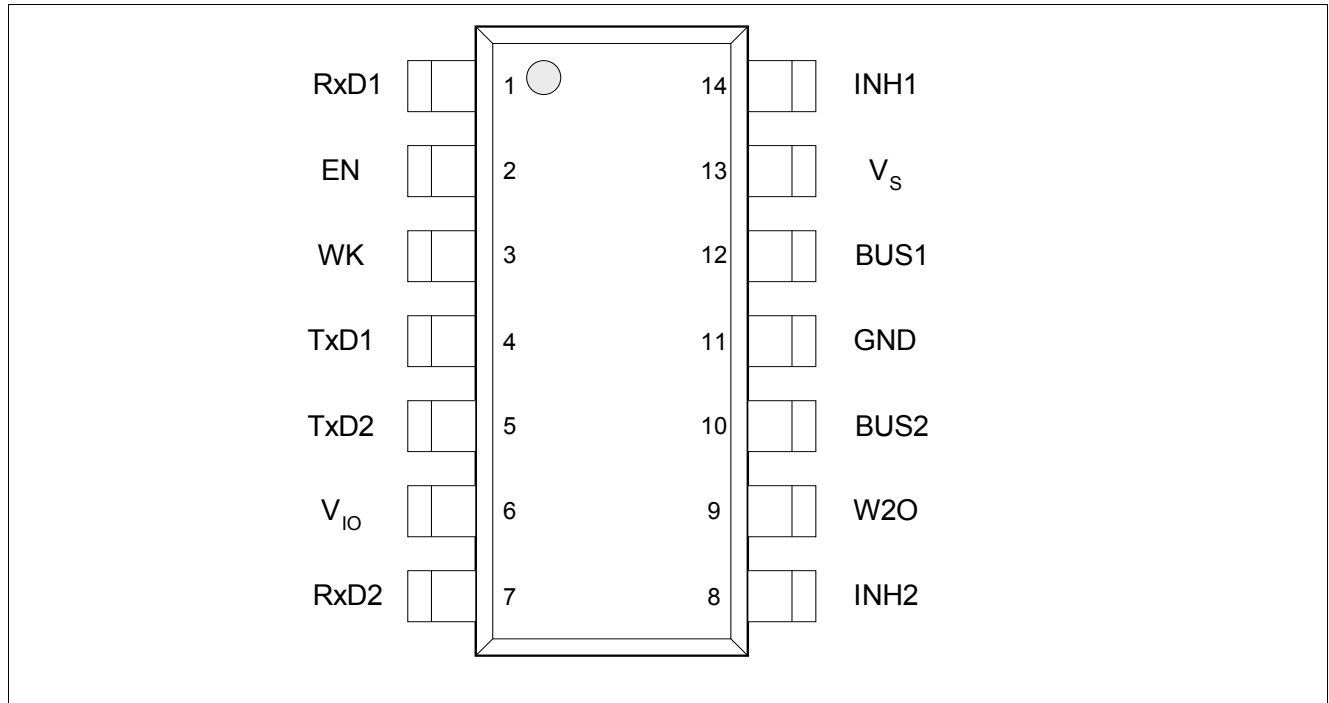 RxD1 1 14 INH1
EN 2 13 VS
WK 3 12 BUS1
TxD1 4 11 GND
TxD2 5 10 BUS2
VIO 6 9 W2O
RxD2 7 8 INH2